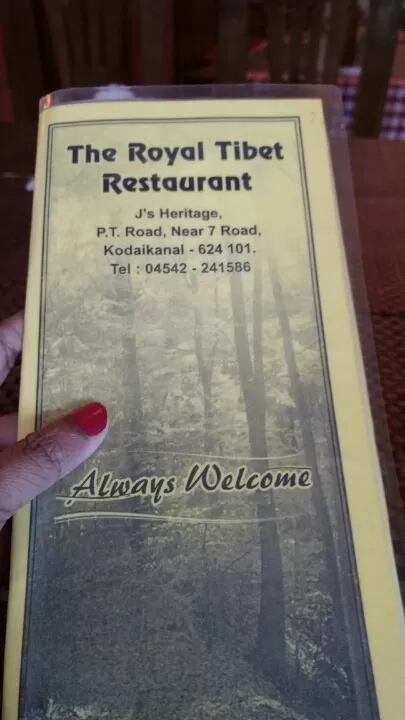 The Royal Tibet
Restaurant
J's Heritage,
P.T. Road, Near 7 Road,
Kodaikanal - 624 101.
Tel : 04542 - 241586
Always Welcome